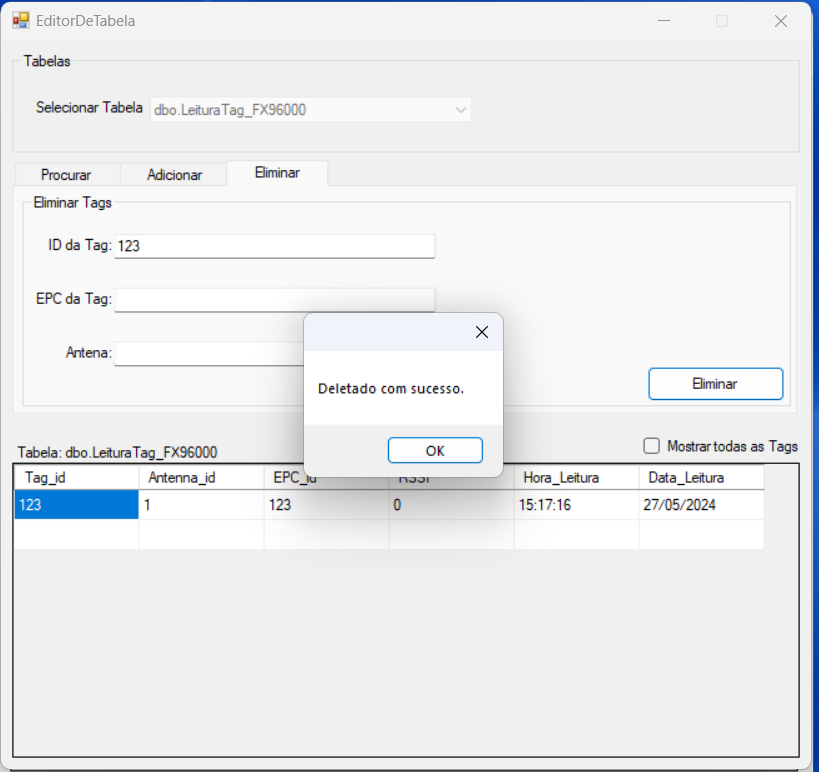 EditorDeTabela
Tabelas
Selecionar Tabela dbo.LeituraTag_FX96000
Procurar Adicionar Eliminar
Eliminar Tags
ID da Tag: 123
EPC da Tag:
Antena:
Deletado com sucesso.
Eliminar
OK
Tabela: dbo.LeituraTag_FX96000
Mostrar todas as Tags
Tag_id Antenna_id EPC_id RSSI Hora_Leitura Data_Leitura
123 1 123 0 15:17:16 27/05/2024